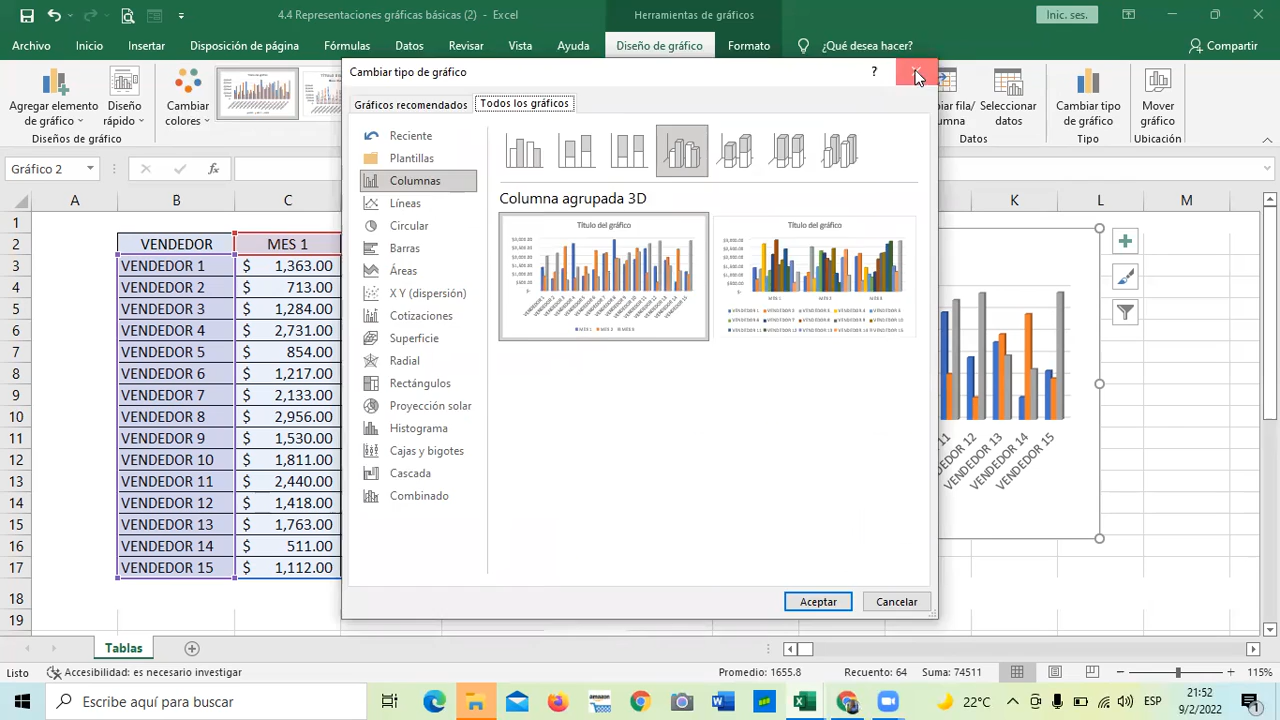 4.4 Representaciones gráficas básicas (2) - Excel
Herramientas de gráficos
Inic. ses.
Archivo Inicio Insertar Disposición de página Fórmulas Datos Revisar Vista Ayuda Diseño de gráfico Formato ¿Qué desea hacer? Compartir
Agregar elemento de gráfico
Diseño rápido
Cambiar colores
Seleccionar datos
Cambiar tipo de gráfico
Mover gráfico
Diseños de gráfico
Datos
Tipo
Ubicación
Gráfico 2
Cambiar tipo de gráfico
?
Gráficos recomendados
Todos los gráficos
Reciente
Plantillas
Columnas
Líneas
Circular
Barras
Áreas
X Y (dispersión)
Cotizaciones
Superficie
Radial
Rectángulos
Proyección solar
Histograma
Cajas y bigotes
Cascada
Combinado
Columna agrupada 3D
Título del gráfico
Título del gráfico
Aceptar
Cancelar
A B C K L M
1
2 VENDEDOR MES 1
3 VENDEDOR 1 $ 1,363.00
4 VENDEDOR 2 $ 713.00
5 VENDEDOR 3 $ 1,284.00
6 VENDEDOR 4 $ 2,731.00
7 VENDEDOR 5 $ 854.00
8 VENDEDOR 6 $ 1,217.00
9 VENDEDOR 7 $ 2,133.00
10 VENDEDOR 8 $ 2,956.00
11 VENDEDOR 9 $ 1,530.00
12 VENDEDOR 10 $ 1,811.00
13 VENDEDOR 11 $ 2,440.00
14 VENDEDOR 12 $ 1,418.00
15 VENDEDOR 13 $ 1,763.00
16 VENDEDOR 14 $ 511.00
17 VENDEDOR 15 $ 1,112.00
18
19
VENDEDOR 12
VENDEDOR 13
VENDEDOR 14
VENDEDOR 15
Tablas
Listo
Accesibilidad: es necesario investigar
Promedio: 1655.8
Recuento: 64
Suma: 74511
115%
Escribe aquí para buscar
22°C
ESP
21:52
9/2/2022